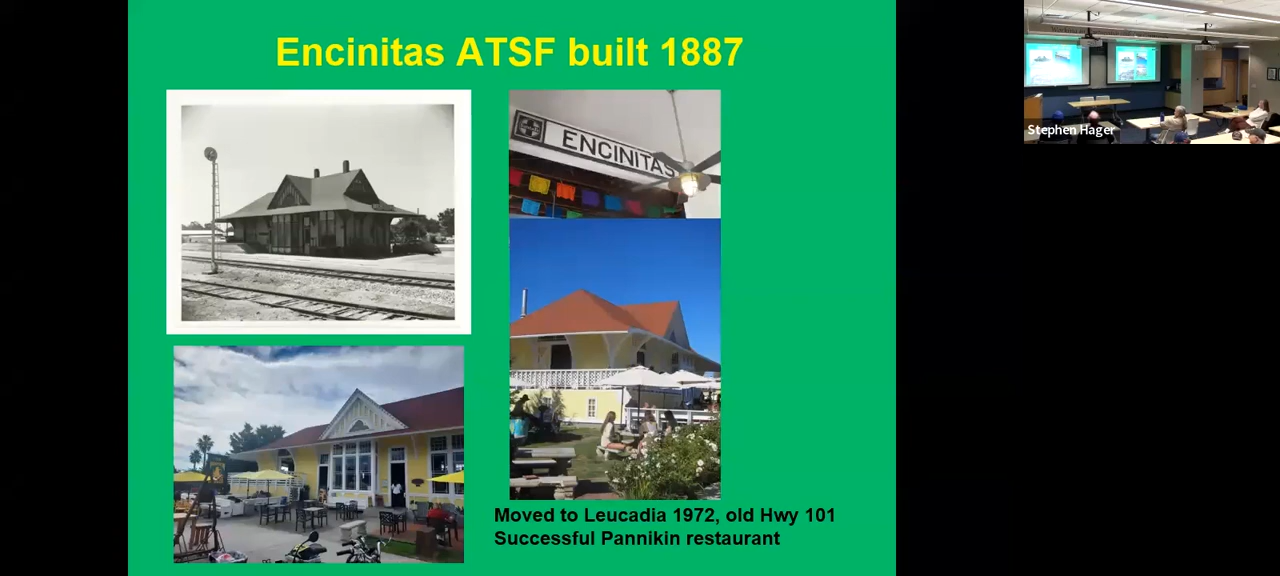 Encinitas ATSF built 1887
ENCINITAS
Moved to Leucadia 1972, old Hwy 101
Successful Pannikin restaurant
Stephen Hager